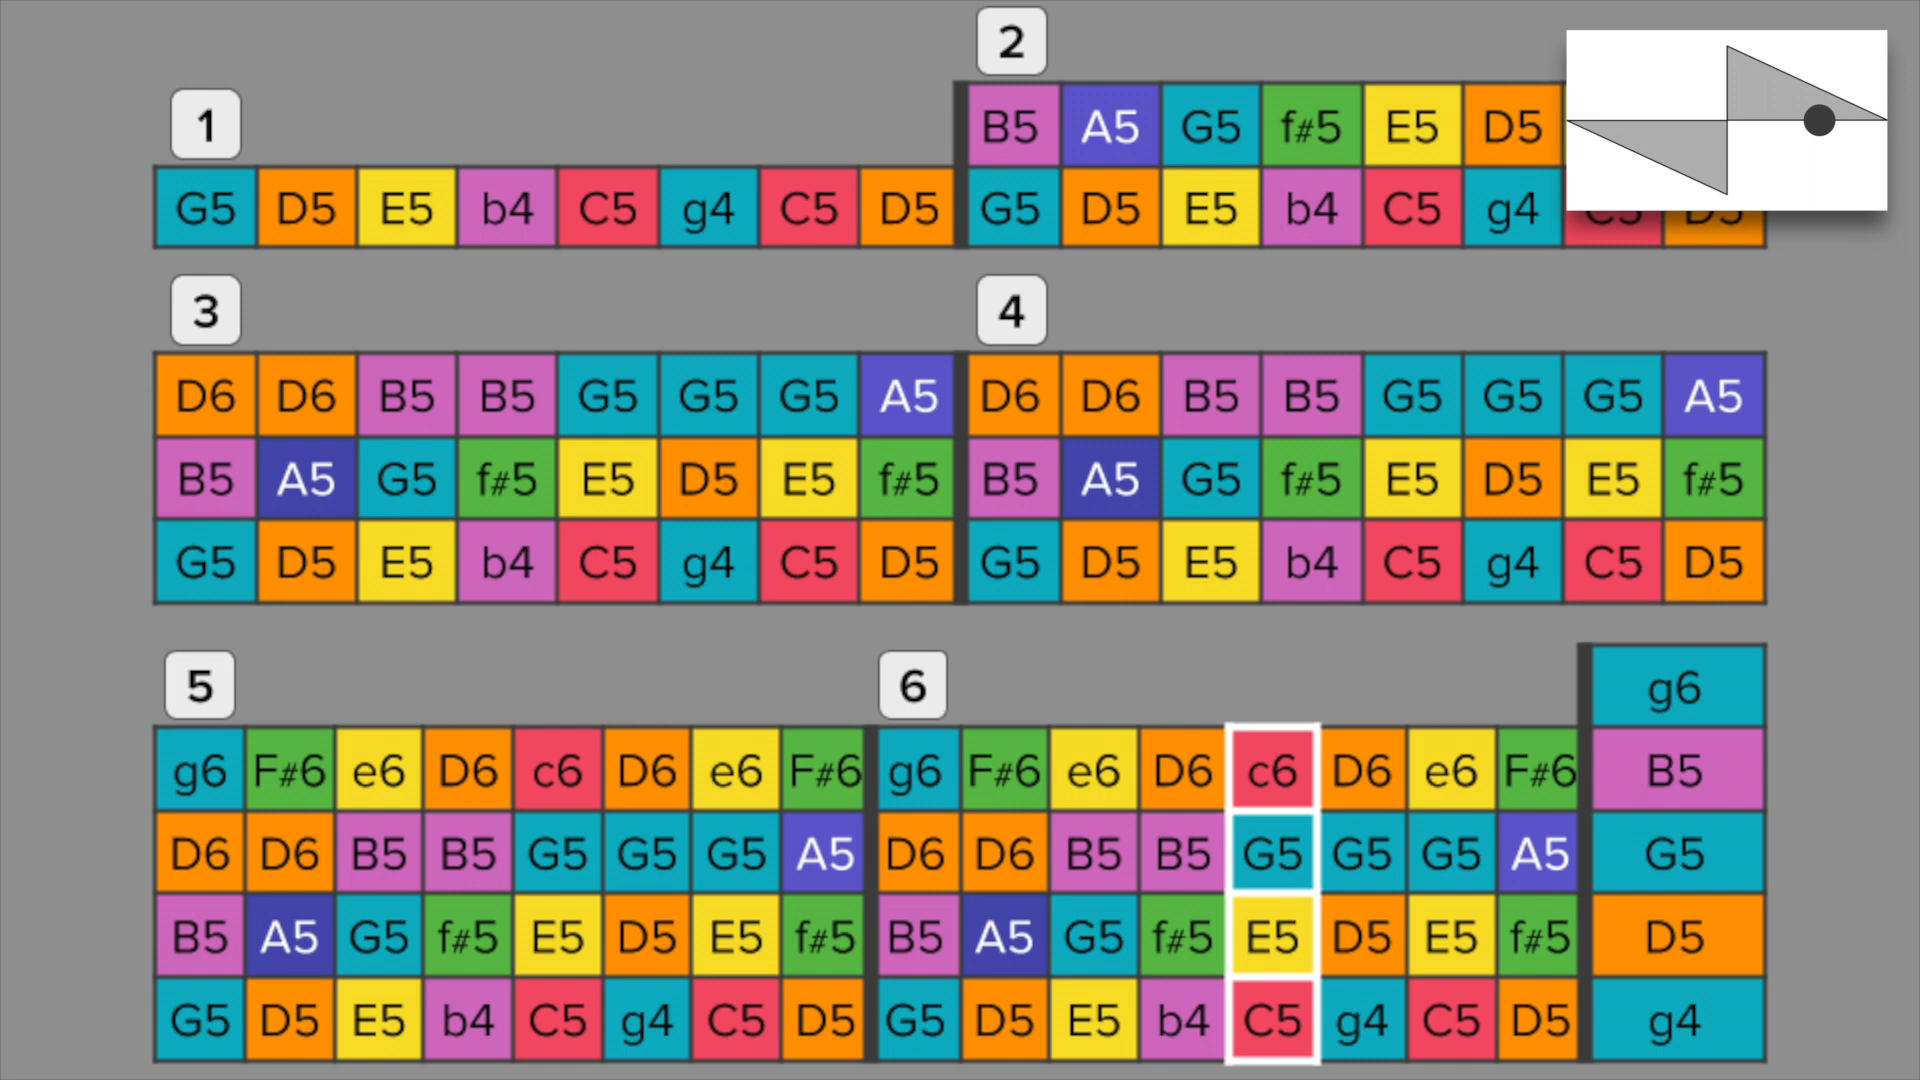 2
1
B5 A5 G5 f#5 E5 D5
G5 D5 E5 b4 C5 g4 C5 D5 G5 D5 E5 b4 C5 g4 C5 D5
3 4
D6 D6 B5 B5 G5 G5 G5 A5 D6 D6 B5 B5 G5 G5 G5 A5
B5 A5 G5 f#5 E5 D5 E5 f#5 B5 A5 G5 f#5 E5 D5 E5 f#5
G5 D5 E5 b4 C5 g4 C5 D5 G5 D5 E5 b4 C5 g4 C5 D5
5 6 g6
g6 F#6 e6 D6 c6 D6 e6 F#6 g6 F#6 e6 D6 c6 D6 e6 F#6 B5
D6 D6 B5 B5 G5 G5 G5 A5 D6 D6 B5 B5 G5 G5 G5 A5 G5
B5 A5 G5 f#5 E5 D5 E5 f#5 B5 A5 G5 f#5 E5 D5 E5 f#5 D5
G5 D5 E5 b4 C5 g4 C5 D5 G5 D5 E5 b4 C5 g4 C5 D5 g4